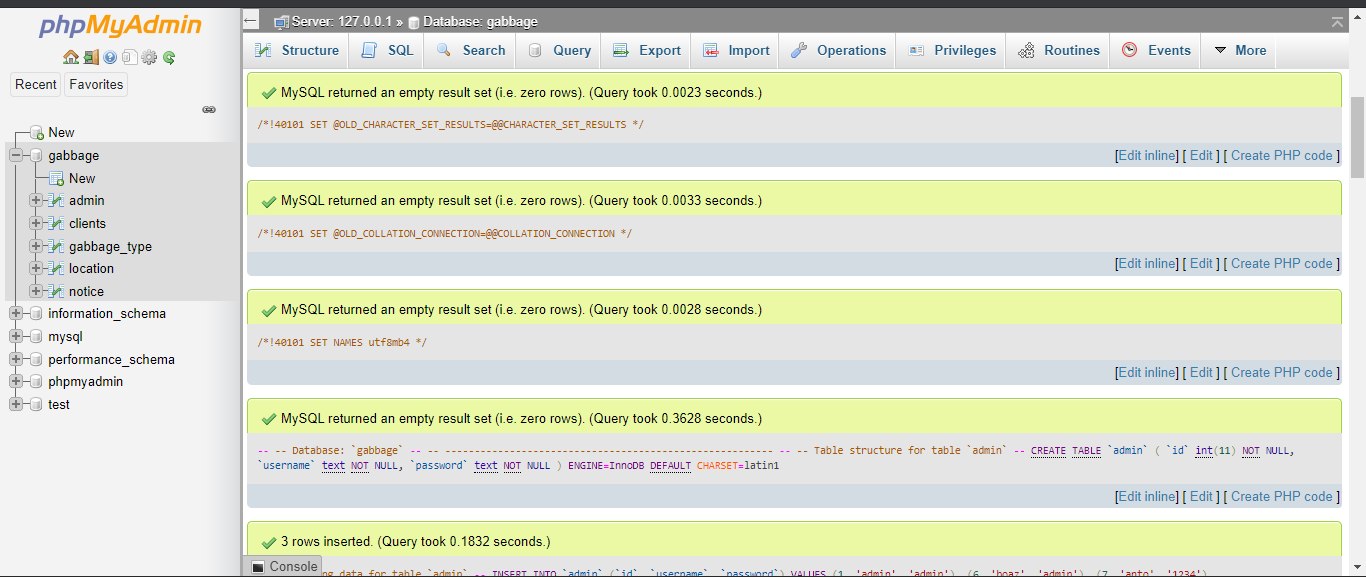 phpMyAdmin
Recent Favorites
New
gabbage
New
admin
clients
gabbage_type
location
notice
information_schema
mysql
performance_schema
phpmyadmin
test
Server: 127.0.0.1 » Database: gabbage
Structure SQL Search Query Export Import Operations Privileges Routines Events More
MySQL returned an empty result set (i.e. zero rows). (Query took 0.0023 seconds.)
/*!40101 SET @OLD_CHARACTER_SET_RESULTS=@@CHARACTER_SET_RESULTS */
[Edit inline] [ Edit ] [ Create PHP code ]
MySQL returned an empty result set (i.e. zero rows). (Query took 0.0033 seconds.)
/*!40101 SET @OLD_COLLATION_CONNECTION=@@COLLATION_CONNECTION */
[Edit inline] [ Edit ] [ Create PHP code ]
MySQL returned an empty result set (i.e. zero rows). (Query took 0.0028 seconds.)
/*!40101 SET NAMES utf8mb4 */
[Edit inline] [ Edit ] [ Create PHP code ]
MySQL returned an empty result set (i.e. zero rows). (Query took 0.3628 seconds.)
-- -- Database: `gabbage` -- -- -------------------------------------------------------- -- -- Table structure for table `admin` -- CREATE TABLE `admin` ( `id` int(11) NOT NULL,
`username` text NOT NULL, `password` text NOT NULL ) ENGINE=InnoDB DEFAULT CHARSET=latin1
[Edit inline] [ Edit ] [ Create PHP code ]
3 rows inserted. (Query took 0.1832 seconds.)
Console
data for table `admin` -- INSERT INTO `admin` (`id`, `username`, `password`) VALUES (1, 'admin', 'admin'), (6, 'boaz', 'admin'), (7, 'anto', '1234')